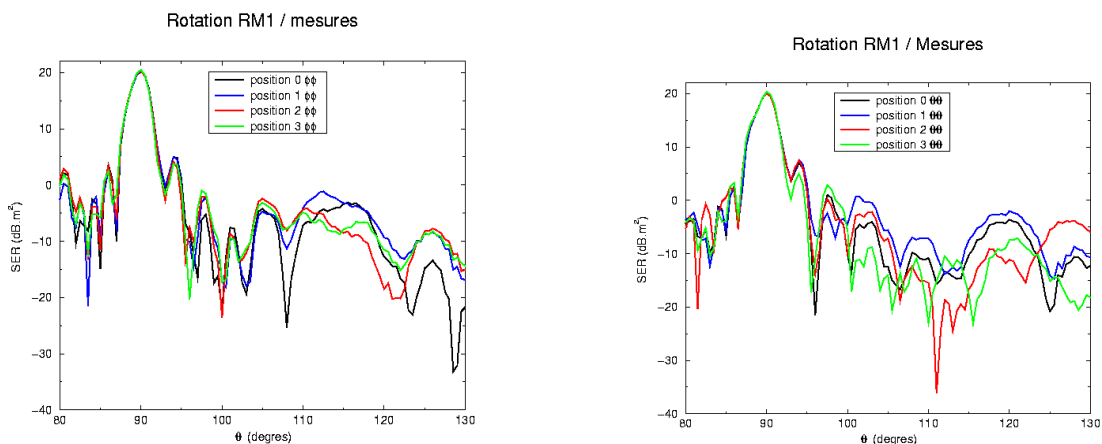 Rotation RM1 / mesures
20
10
0
−10
−20
−30
−40
SER (dB.m²)
position 0 ϕϕ
position 1 ϕϕ
position 2 ϕϕ
position 3 ϕϕ
80 90 100 110 120 130
θ (degres)
Rotation RM1 / Mesures
20
10
0
−10
−20
−30
−40
SER (dB.m²)
position 0 θθ
position 1 θθ
position 2 θθ
position 3 θθ
80 90 100 110 120 130
θ (degres)